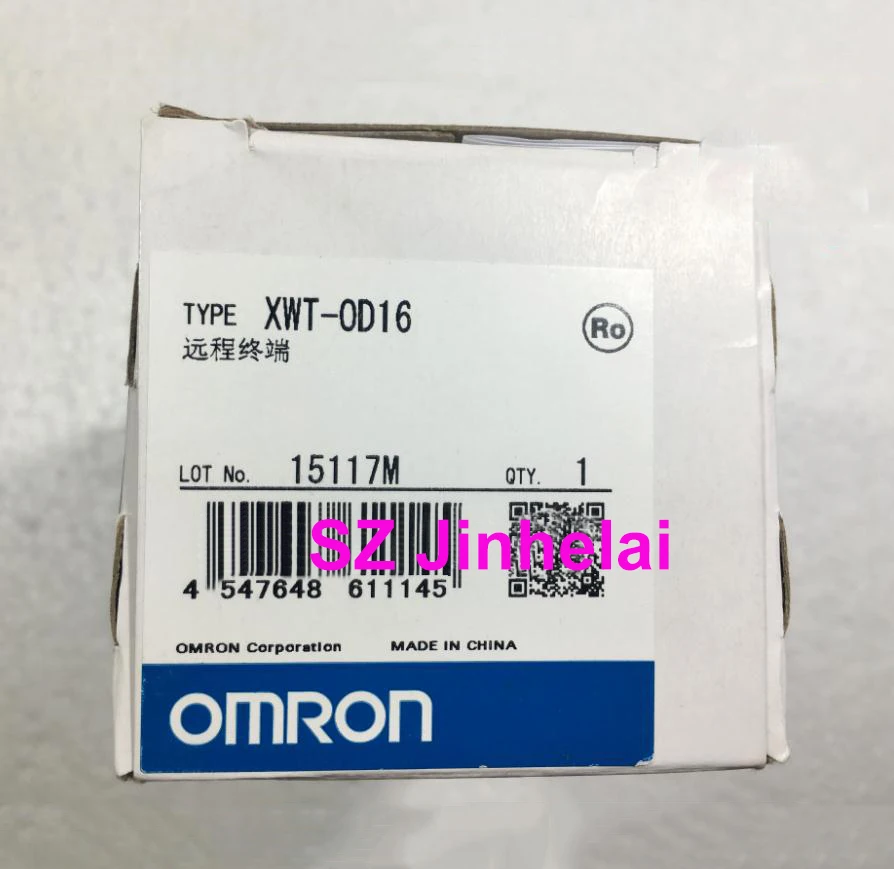 TYPE XWT-OD16
Ro
远程终端
LOT No. 15117M QTY. 1
SZ Jinhelai
4 547648 611145
OMRON Corporation MADE IN CHINA
OMRON